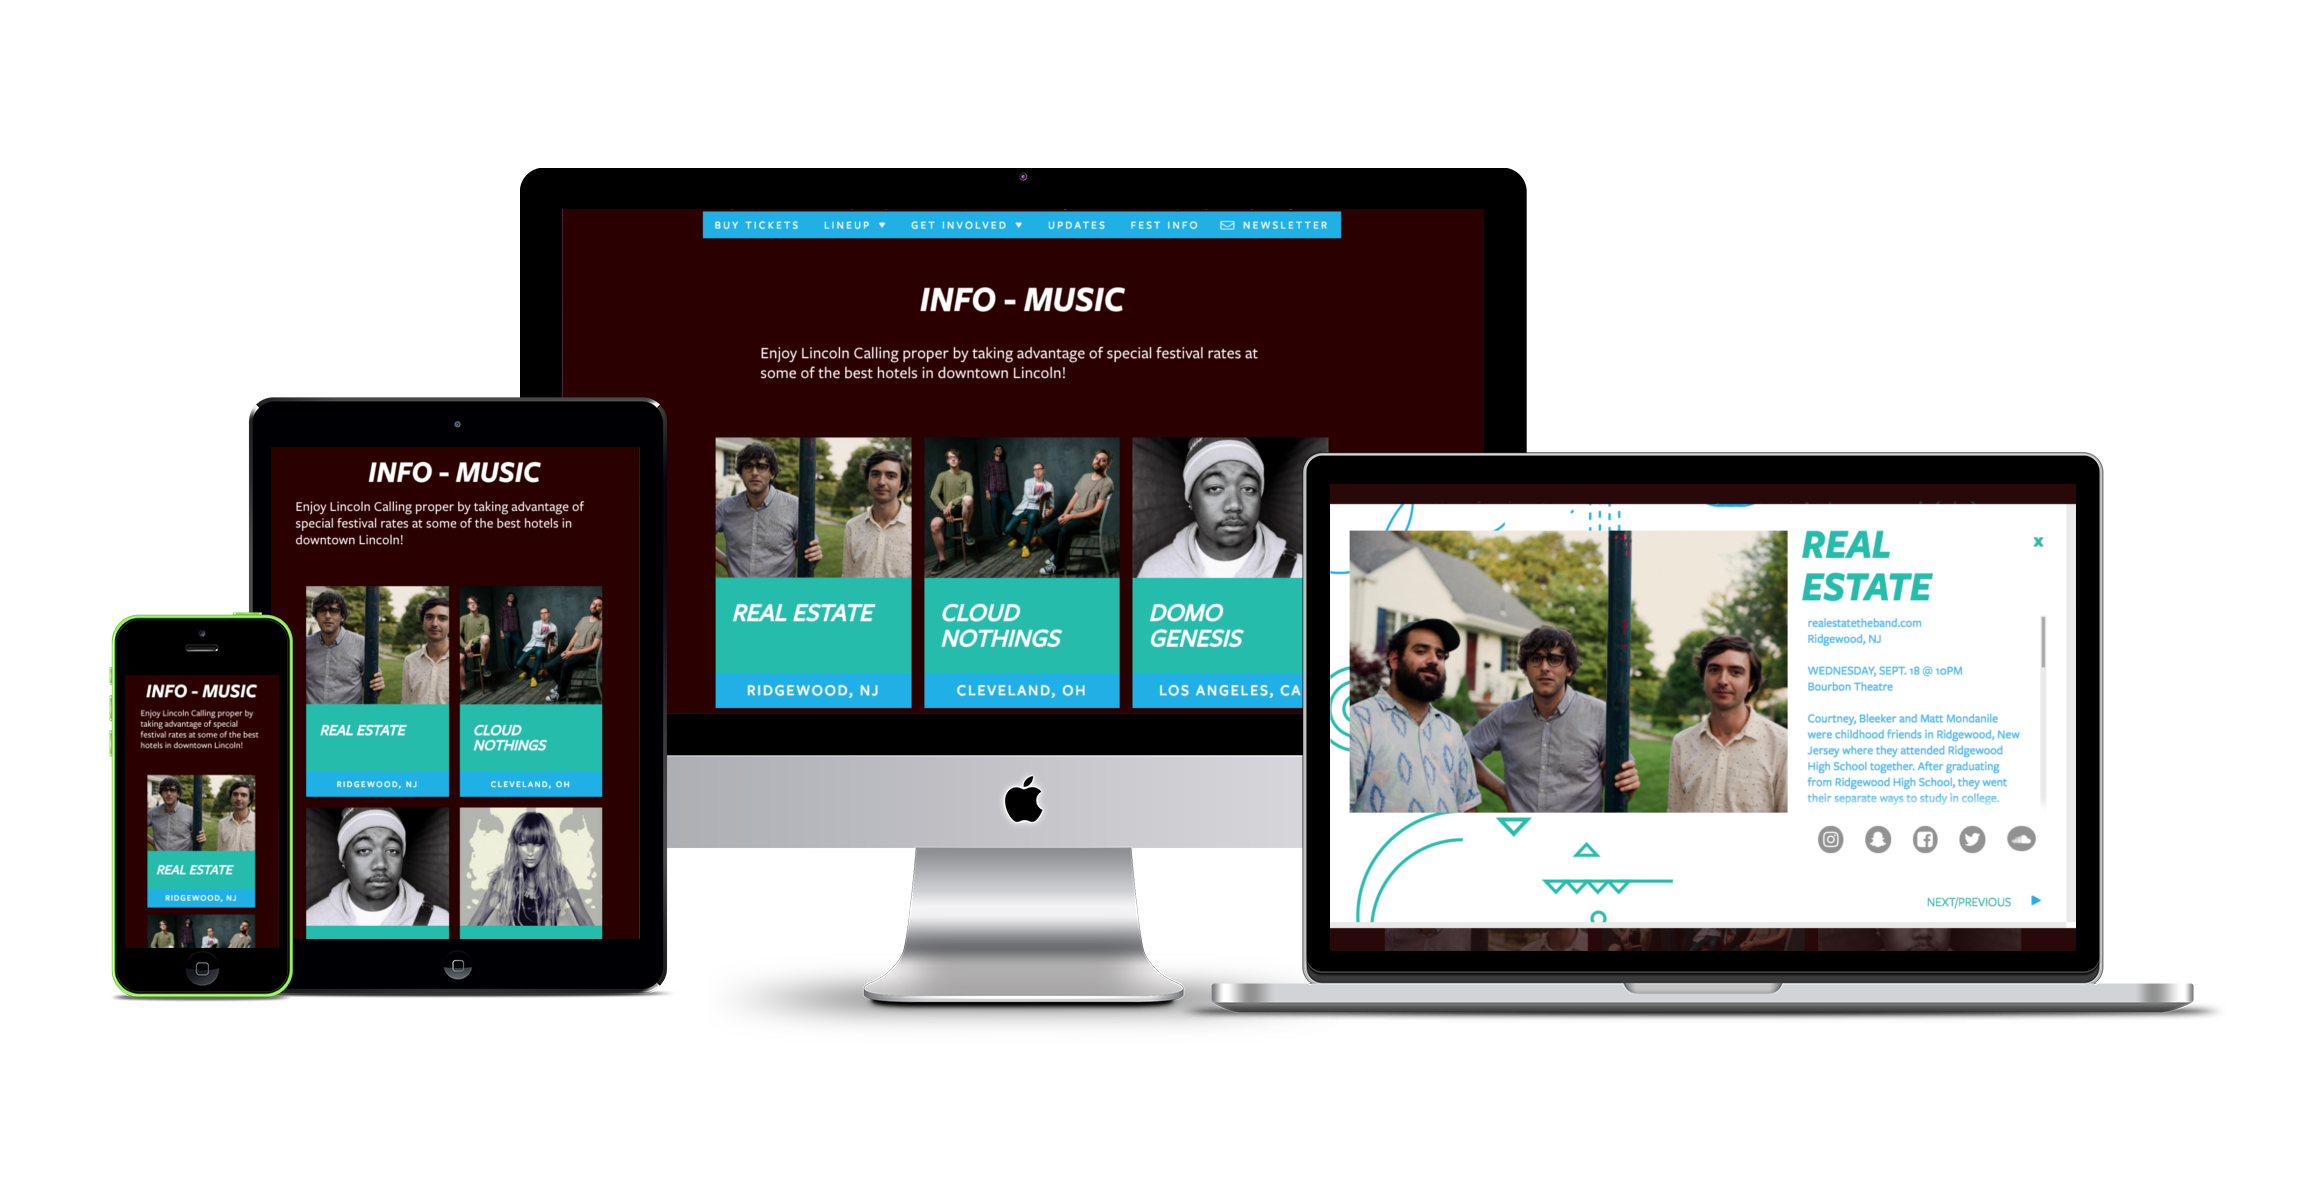 BUY TICKETS LINEUP ▼ GET INVOLVED ▼ UPDATES FEST INFO NEWSLETTER
INFO - MUSIC
Enjoy Lincoln Calling proper by taking advantage of special festival rates at
some of the best hotels in downtown Lincoln!
REAL ESTATE
RIDGEWOOD, NJ
CLOUD
NOTHINGS
CLEVELAND, OH
DOMO
GENESIS
LOS ANGELES, CA
INFO - MUSIC
Enjoy Lincoln Calling proper by taking advantage of
special festival rates at some of the best hotels in
downtown Lincoln!
REAL ESTATE
RIDGEWOOD, NJ
CLOUD
NOTHINGS
CLEVELAND, OH
INFO - MUSIC
Enjoy Lincoln Calling proper by
taking advantage of special
festival rates at some of the best
hotels in downtown Lincoln!
REAL ESTATE
RIDGEWOOD, NJ
REAL
ESTATE
x
realestatetheband.com
Ridgewood, NJ
WEDNESDAY, SEPT. 18 @ 10PM
Bourbon Theatre
Courtney, Bleeker and Matt Mondanile
were childhood friends in Ridgewood, New
Jersey where they attended Ridgewood
High School together. After graduating
from Ridgewood High School, they went
their separate ways to study in college.
NEXT/PREVIOUS